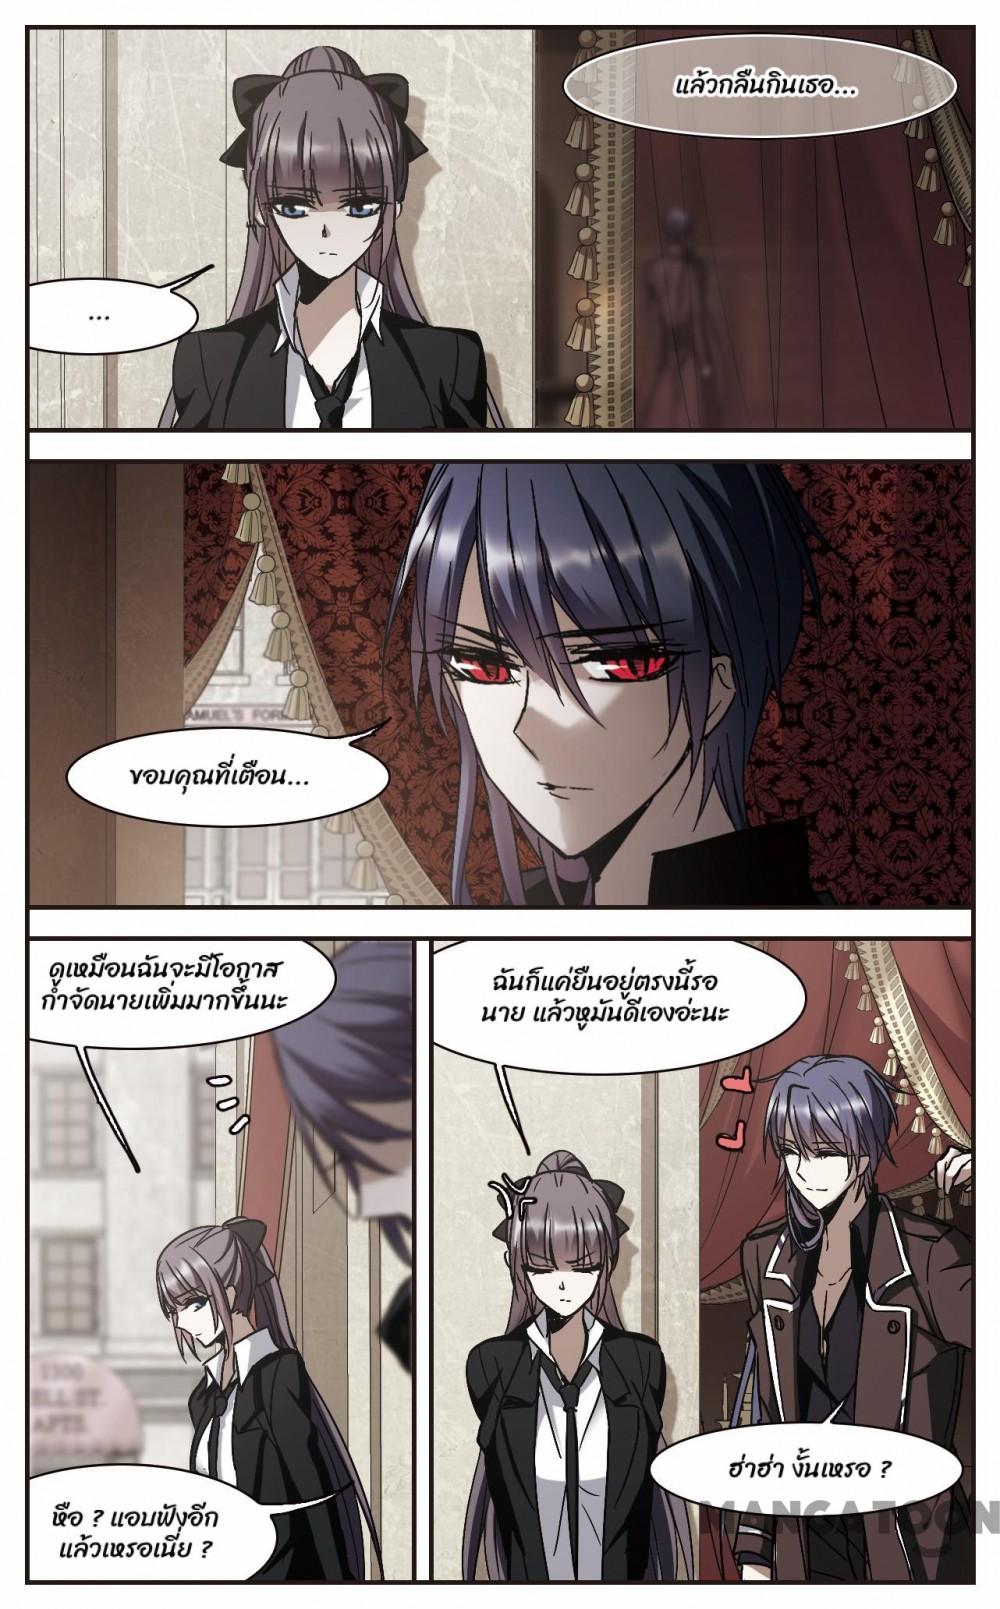 แล้วกลืนกินเธอ...
...
AMUEL'S FOR
ขอบคุณที่เตือน...
ดูเหมือนฉันจะมีโอกาส
กำจัดนายเพิ่มมากขึ้นนะ
ฉันก็แค่ยืนอยู่ตรงนี้รอ
นาย แล้วหูมันดีเองอ่ะนะ
1300
ELL ST.
APTS.
หือ ? แอบฟังอีก
แล้วเหรอเนี่ย ?
ฮ่าฮ่า งั้นเหรอ ?
MANGATOON